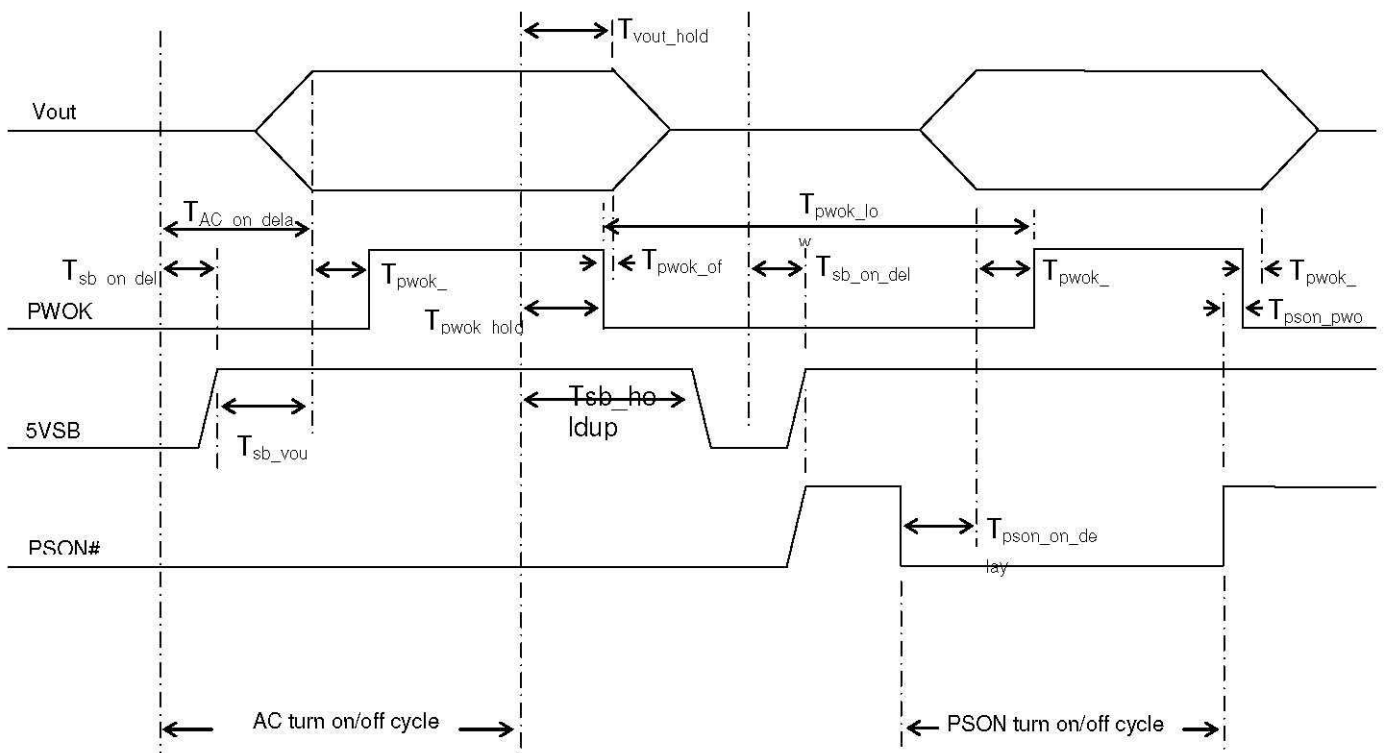 Tvout_hold
Vout
TAC_on_dela
Tpwok_lo
w
Tsb_on_del
Tpwok_
Tpwok_of
Tsb_on_del
Tpwok_
Tpwok_
PWOK
Tpwok_hold
Tpson_pwo
Tsb_ho
ldup
5VSB
Tsb_vou
PSON#
Tpson_on_de
lay
AC turn on/off cycle
PSON turn on/off cycle